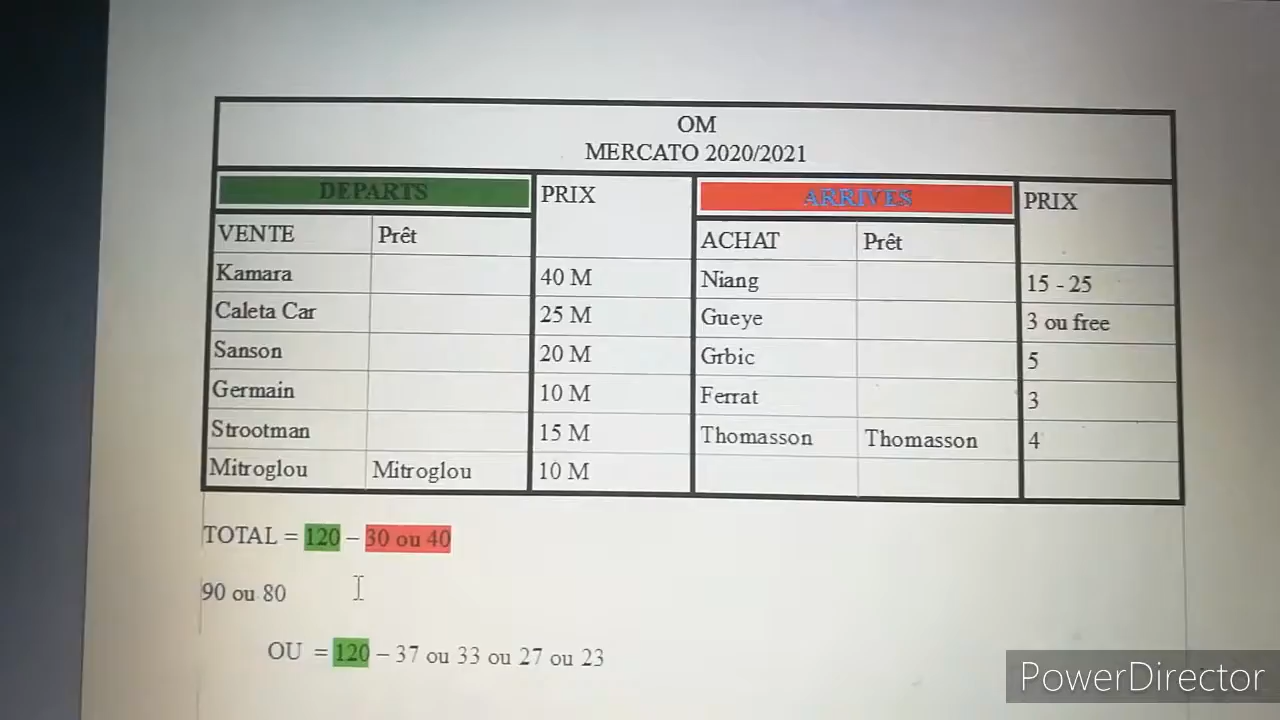 OM
MERCATO 2020/2021
DEPARTS PRIX ARRIVES PRIX
VENTE Prêt ACHAT Prêt
Kamara 40 M Niang 15 - 25
Caleta Car 25 M Gueye 3 ou free
Sanson 20 M Grbic 5
Germain 10 M Ferrat 3
Strootman 15 M Thomasson Thomasson 4
Mitroglou Mitroglou 10 M
TOTAL = 120 – 30 ou 40
90 ou 80
OU = 120 – 37 ou 33 ou 27 ou 23
PowerDirector